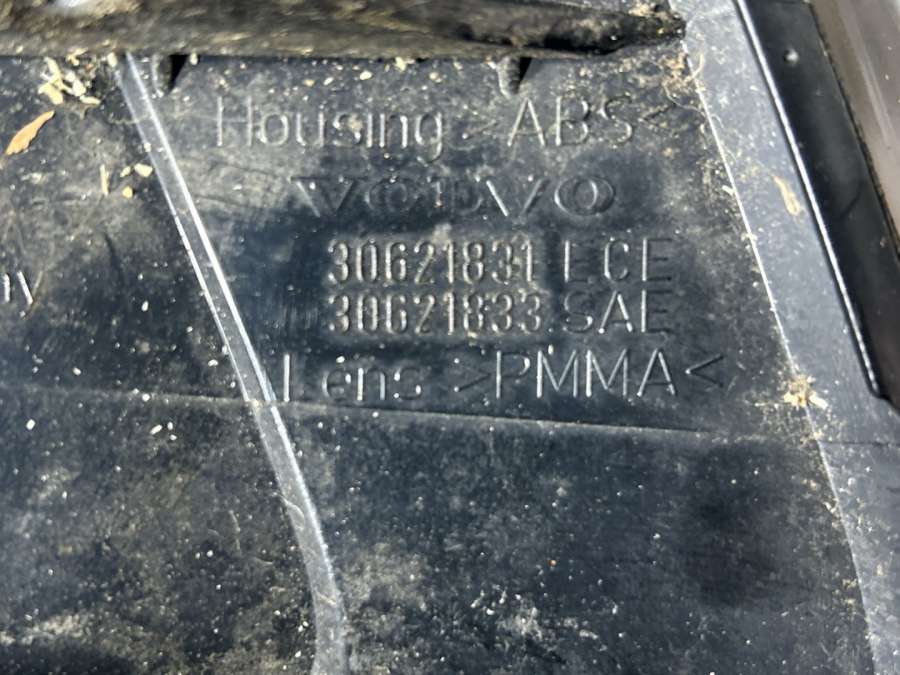 Housing >ABS<
VOLVO
30621831 ECE
30621833 SAE
Lens >PMMA<